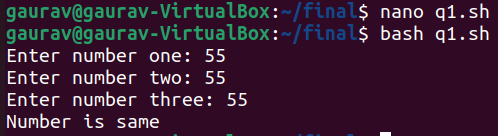 gaurav@gaurav-VirtualBox:~/final$ nano q1.sh
gaurav@gaurav-VirtualBox:~/final$ bash q1.sh
Enter number one: 55
Enter number two: 55
Enter number three: 55
Number is same